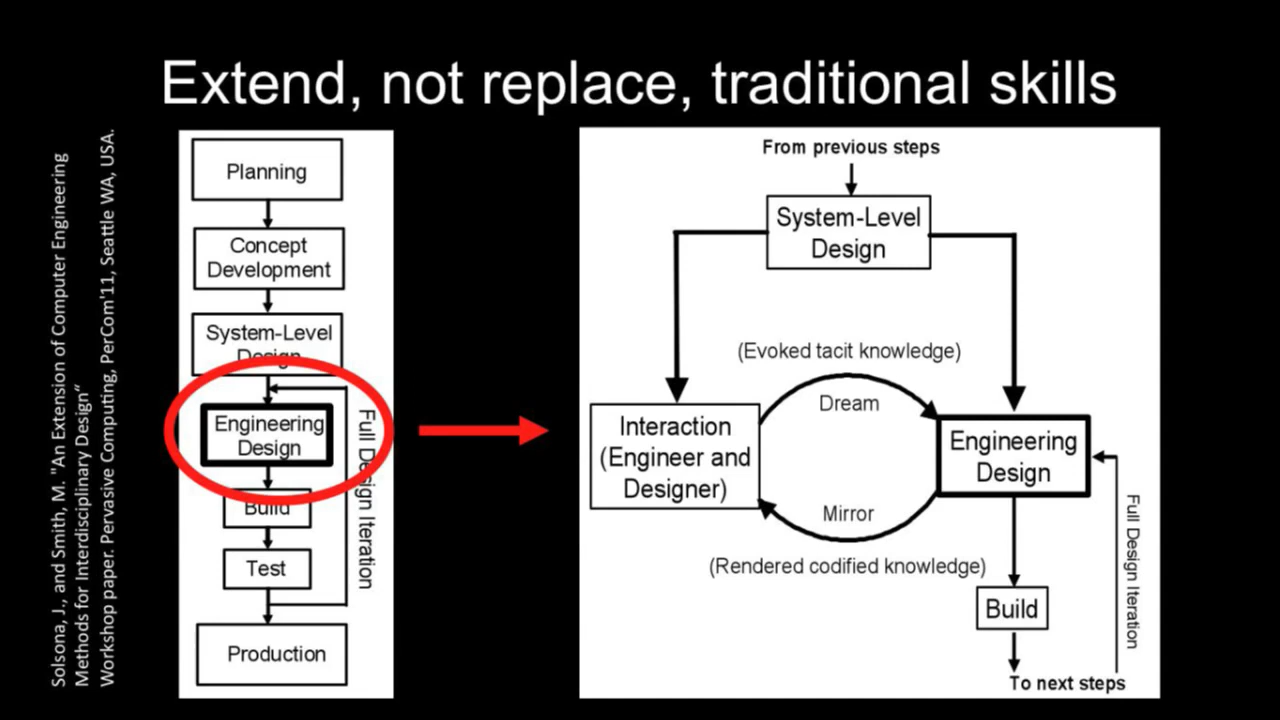 Extend, not replace, traditional skills
Solsona, J., and Smith, M. "An Extension of Computer Engineering
Methods for Interdisciplinary Design“
Workshop paper. Pervasive Computing, PerCom'11, Seattle WA, USA.
Planning
Concept
Development
System-Level
Design
Engineering
Design
Build
Test
Production
Full Design Iteration
From previous steps
System-Level
Design
(Evoked tacit knowledge)
Dream
Interaction
(Engineer and
Designer)
Engineering
Design
Mirror
(Rendered codified knowledge)
Full Design Iteration
Build
To next steps